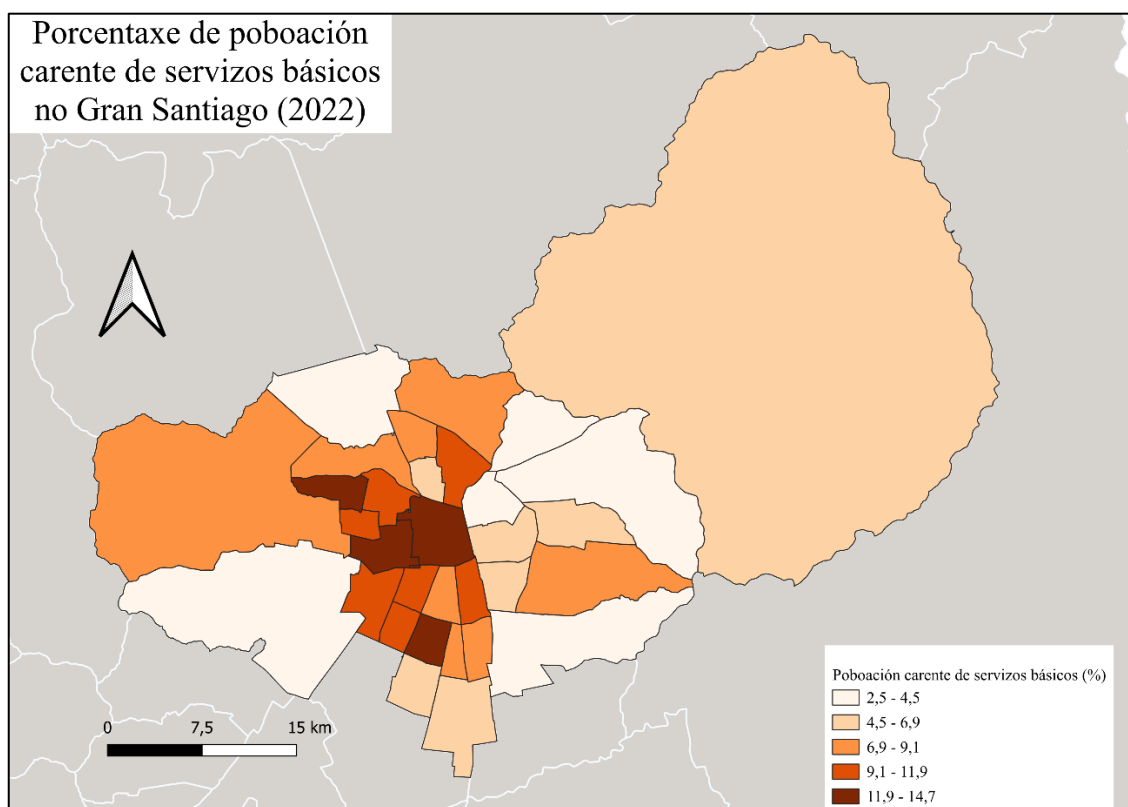 Porcentaxe de poboación
carente de servizos básicos
no Gran Santiago (2022)
0 7,5 15 km
Poboación carente de servizos básicos (%)
2,5 - 4,5
4,5 - 6,9
6,9 - 9,1
9,1 - 11,9
11,9 - 14,7